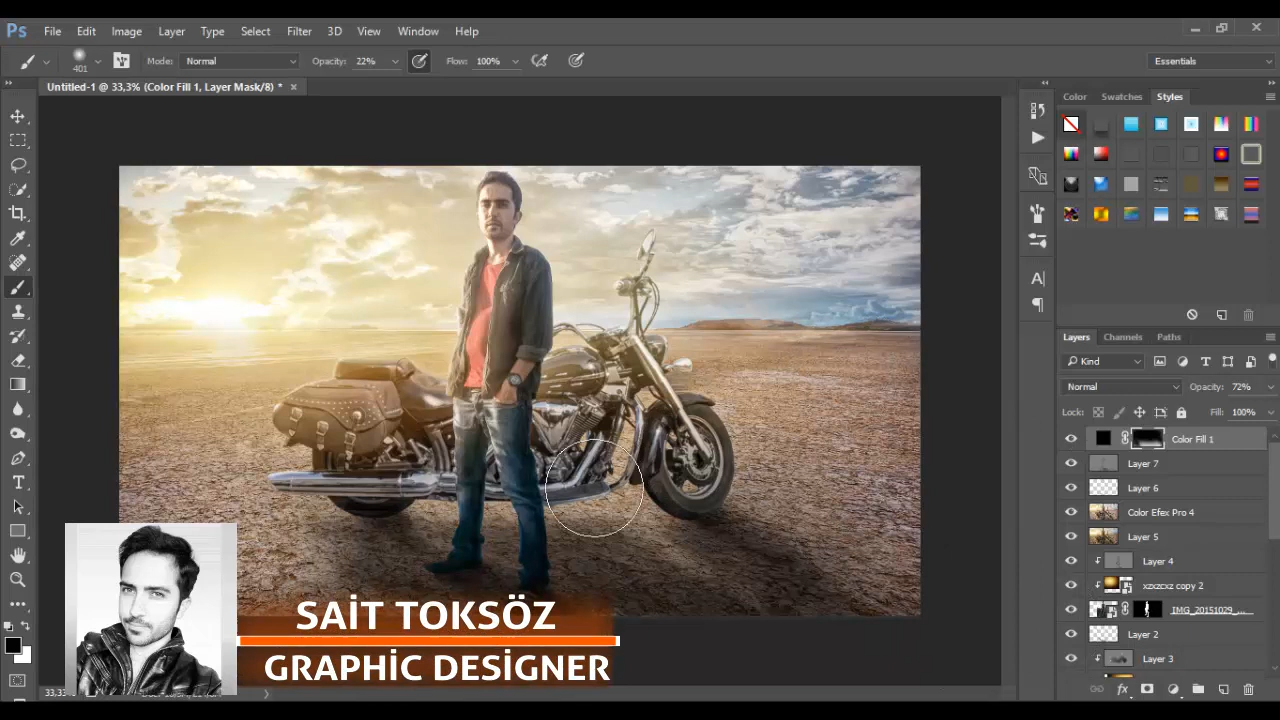 Ps File Edit Image Layer Type Select Filter 3D View Window Help
401 Mode: Normal Opacity: 22% Flow: 100% Essentials
Untitled-1 @ 33,3% (Color Fill 1, Layer Mask/8) *
Color Swatches Styles
Layers Channels Paths
Kind
Normal Opacity: 72%
Lock: Fill: 100%
Color Fill 1
Layer 7
Layer 6
Color Efex Pro 4
Layer 5
Layer 4
xzxzcxz copy 2
IMG_20151029_...
Layer 2
Layer 3
SAİT TOKSÖZ
GRAPHİC DESİGNER